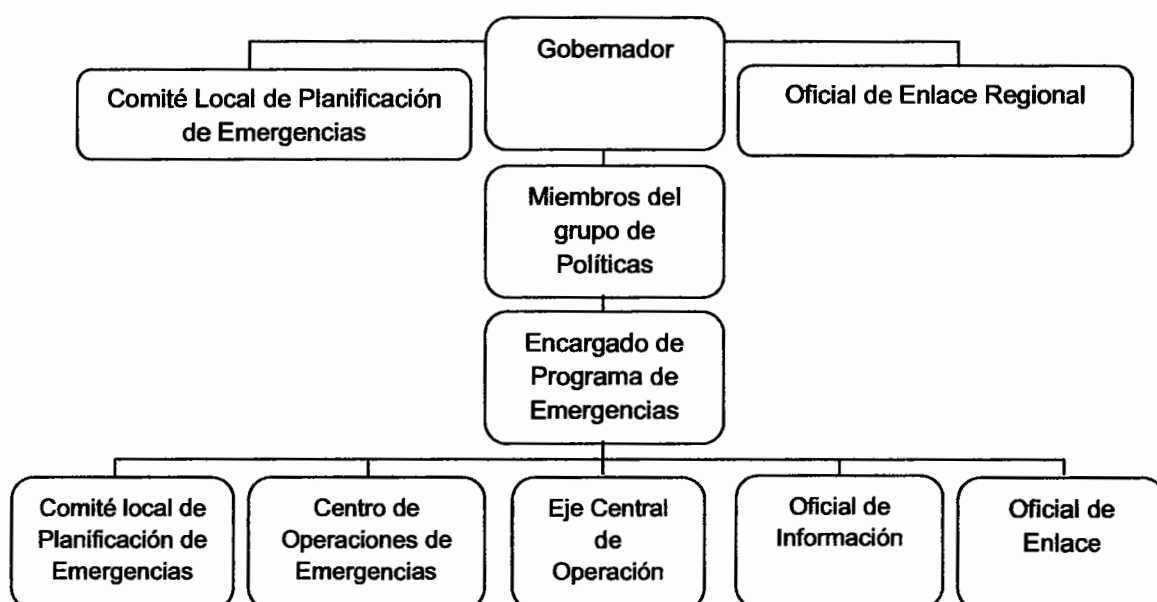 Gobernador
Comité Local de Planificación
de Emergencias
Oficial de Enlace Regional
Miembros del
grupo de
Políticas
Encargado de
Programa de
Emergencias
Comité local de
Planificación de
Emergencias
Centro de
Operaciones de
Emergencias
Eje Central
de
Operación
Oficial de
Información
Oficial de
Enlace